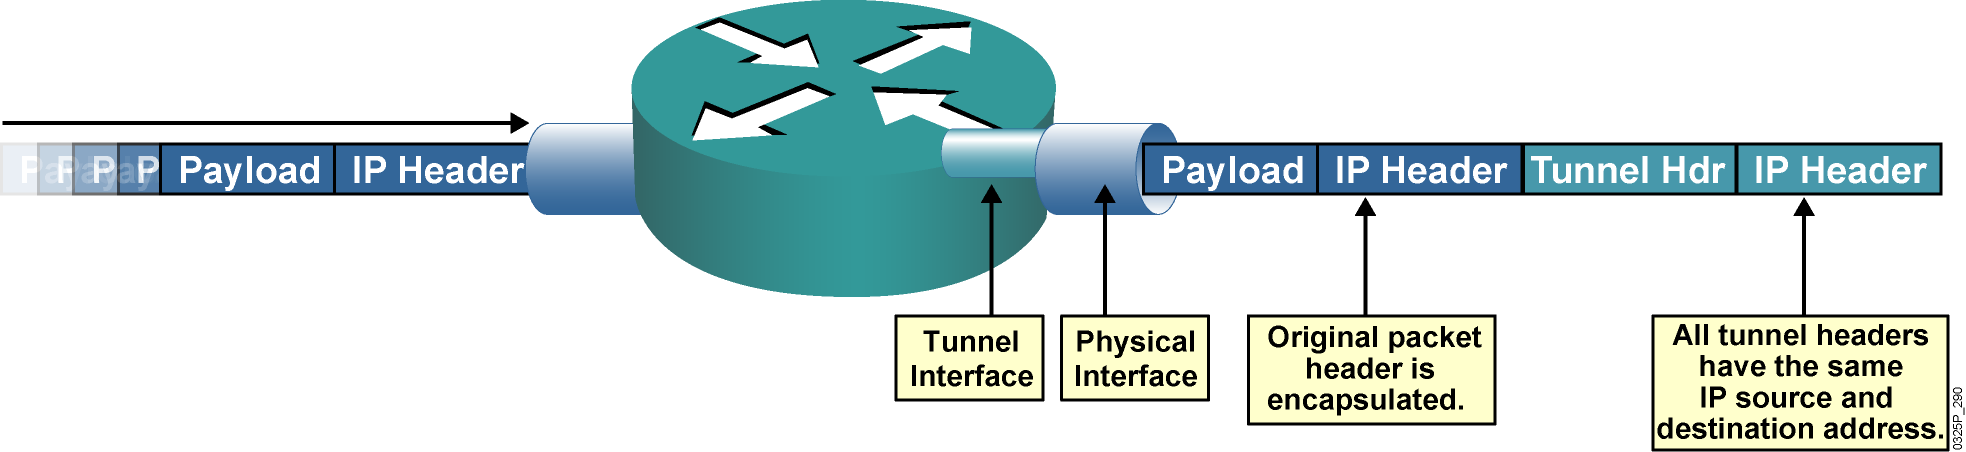 P P P P Payload IP Header
Payload IP Header Tunnel Hdr IP Header
Tunnel
Interface
Physical
Interface
Original packet
header is
encapsulated.
All tunnel headers
have the same
IP source and
destination address.
0325P_290